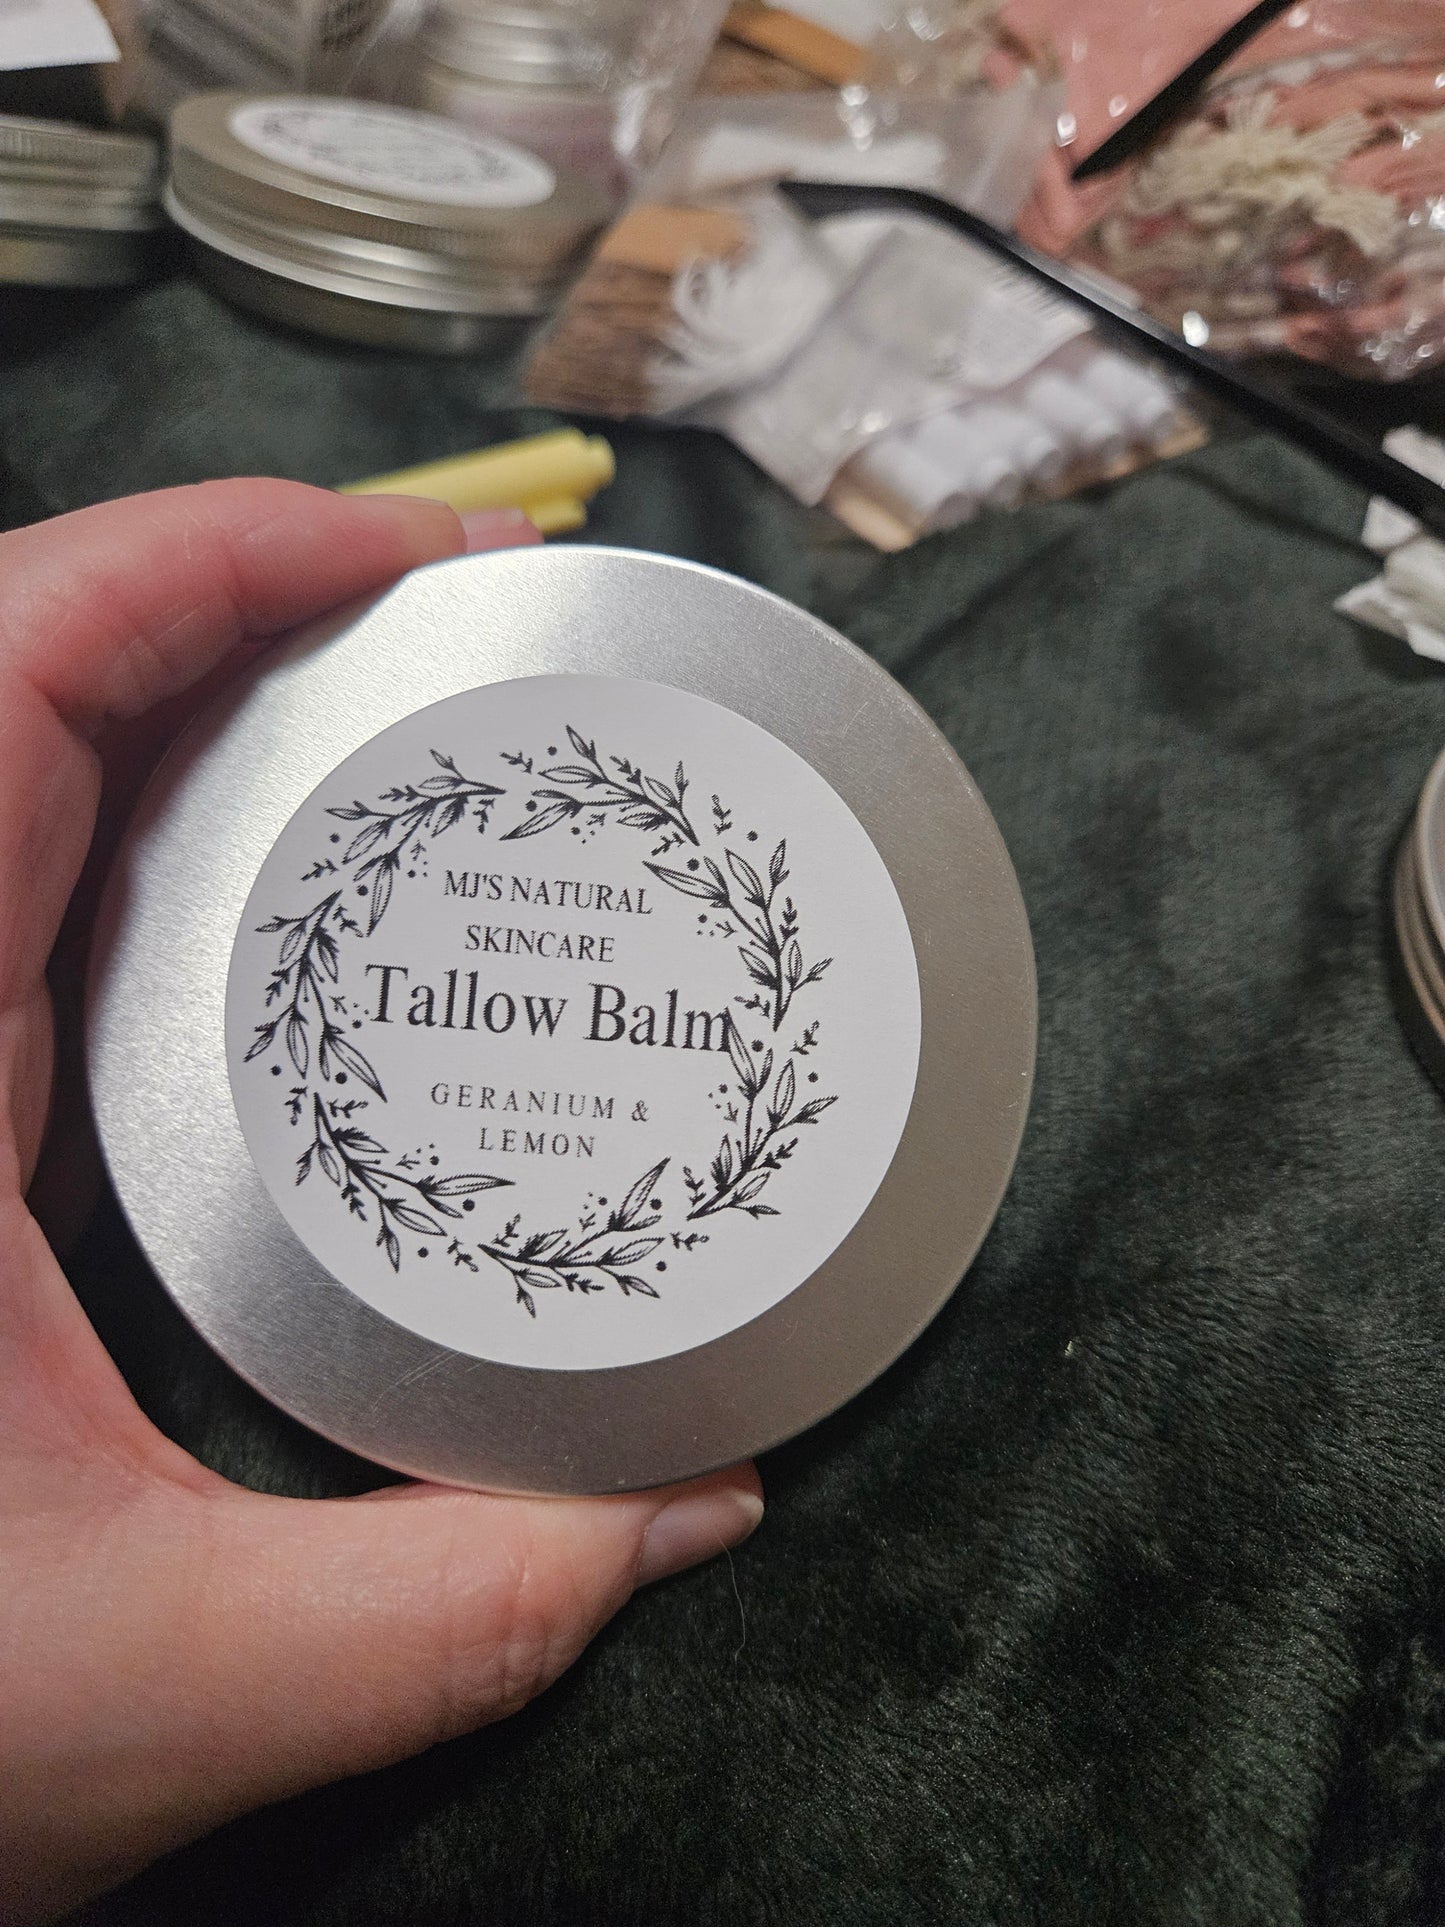 MJ'S NATURAL
SKINCARE
Tallow Balm
GERANIUM &
LEMON